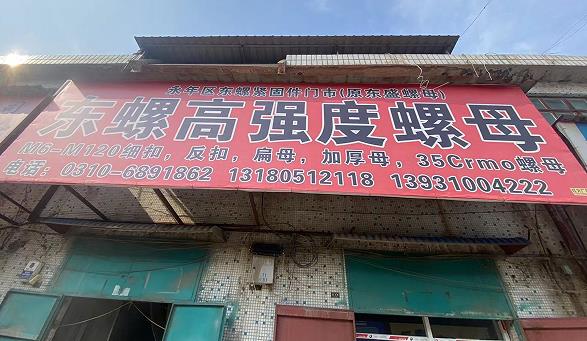 永年区东螺紧固件门市(原东盛螺母)
东螺高强度螺母
M6-M120细扣，反扣，扁母，加厚母，35Crmo螺母
电话：0310-6891862 13180512118 13931004222